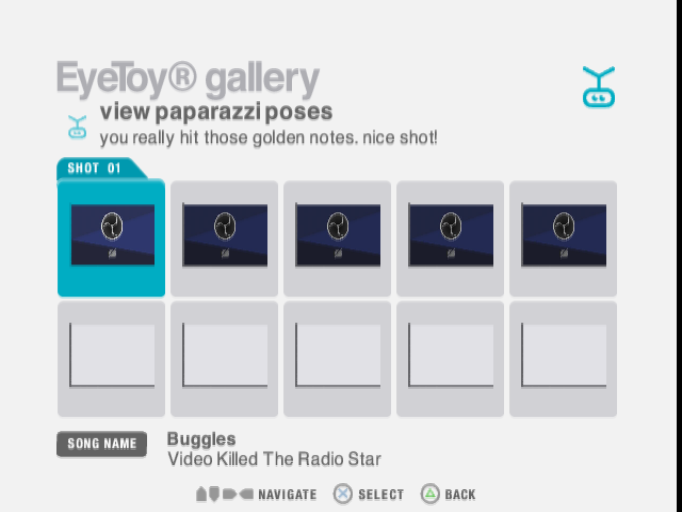 EyeToy® gallery
view paparazzi poses
you really hit those golden notes. nice shot!
SHOT 01
SONG NAME
Buggles
Video Killed The Radio Star
NAVIGATE SELECT BACK